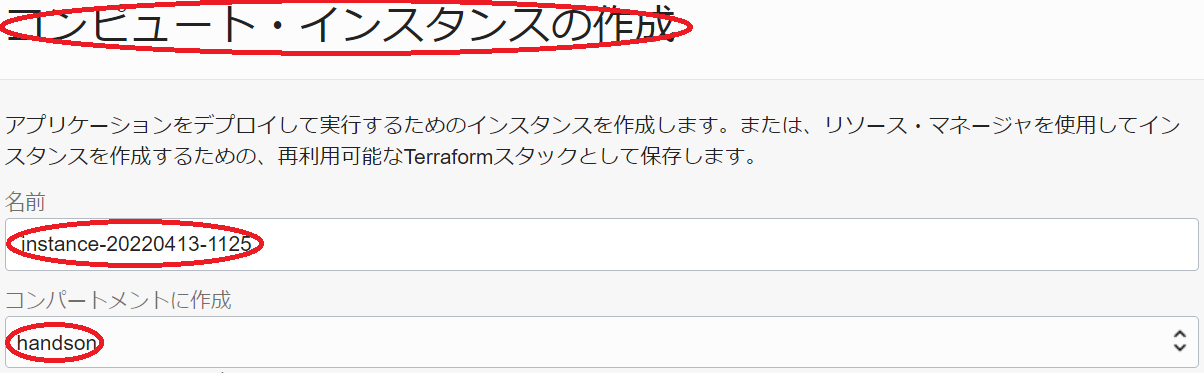 コンピュート・インスタンスの作成
アプリケーションをデプロイして実行するためのインスタンスを作成します。または、リソース・マネージャを使用してイン
スタンスを作成するための、再利用可能なTerraformスタックとして保存します。
名前
instance-20220413-1125
コンパートメントに作成
handson